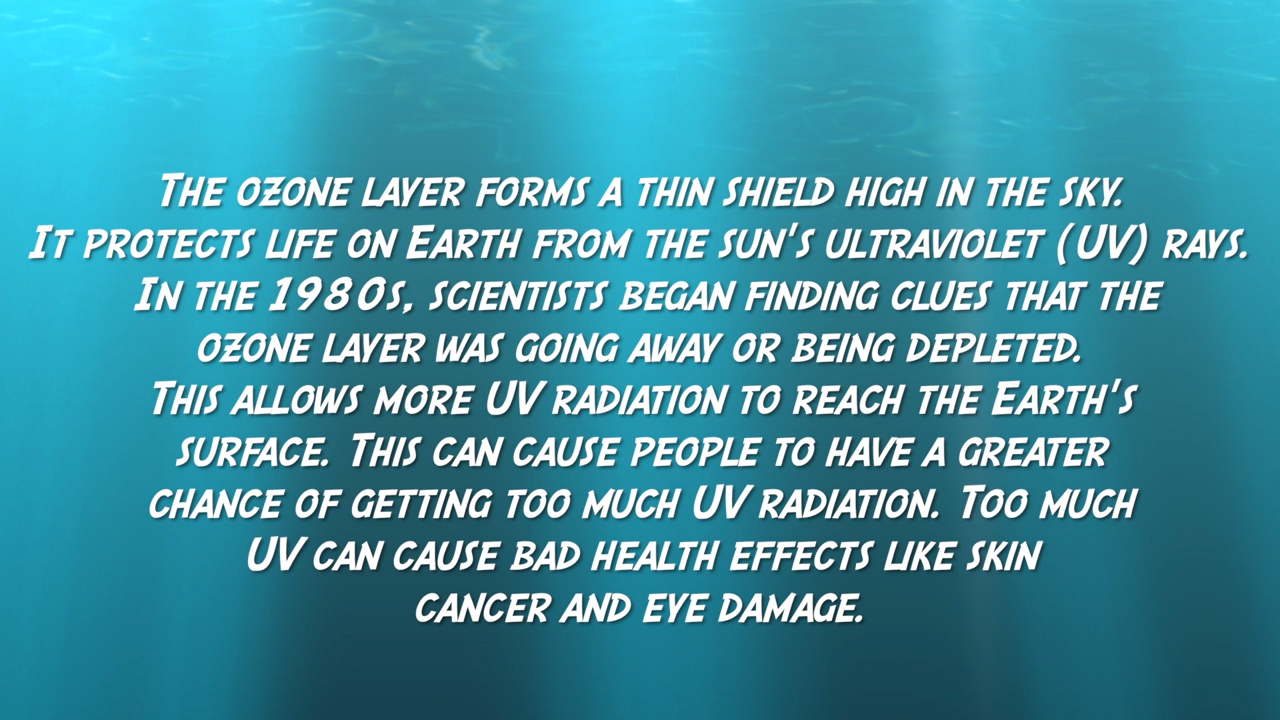 The ozone layer forms a thin shield high in the sky.
It protects life on Earth from the sun's ultraviolet (UV) rays.
In the 1980s, scientists began finding clues that the
ozone layer was going away or being depleted.
This allows more UV radiation to reach the Earth's
surface. This can cause people to have a greater
chance of getting too much UV radiation. Too much
UV can cause bad health effects like skin
cancer and eye damage.